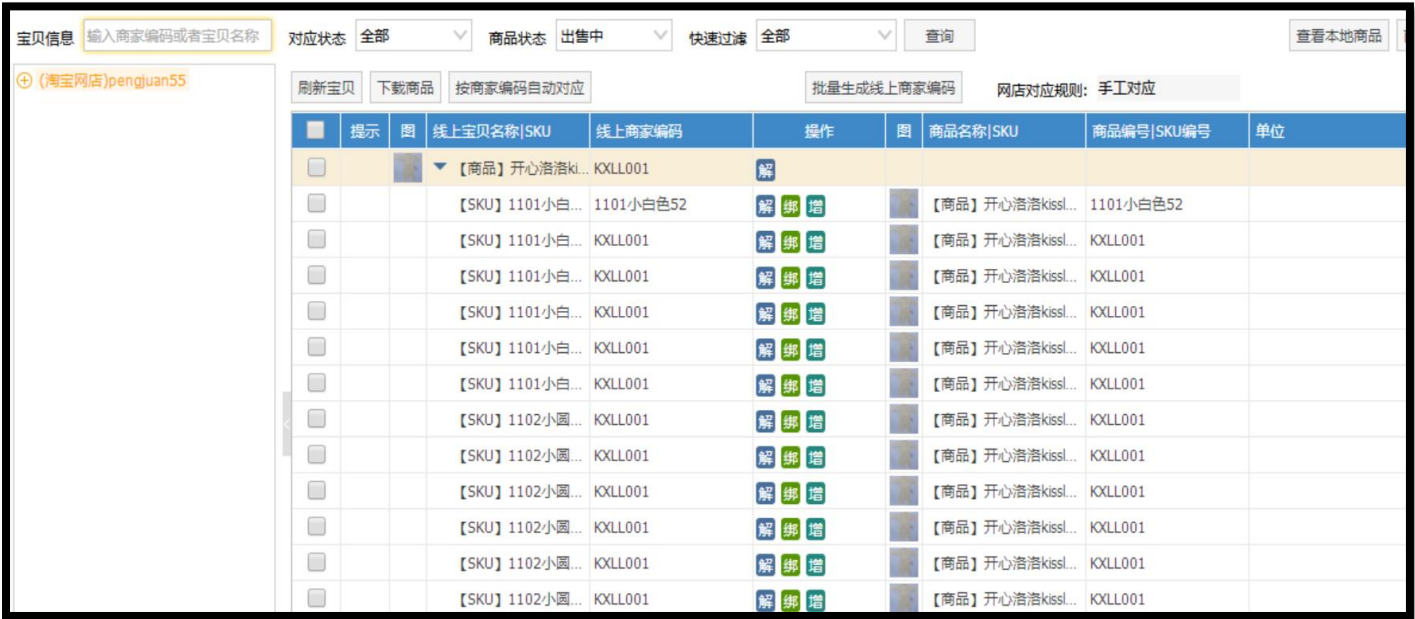 宝贝信息 输入商家编码或者宝贝名称 对应状态 全部 商品状态 出售中 快速过滤 全部 查询 查看本地商品
(淘宝网店)pengjuan55
刷新宝贝 下载商品 按商家编码自动对应 批量生成线上商家编码 网店对应规则: 手工对应
提示 图 线上宝贝名称|SKU 线上商家编码 操作 图 商品名称|SKU 商品编号|SKU编号 单位
【商品】开心洛洛ki... KXLL001 解
【SKU】1101小白... 1101小白色52 解 绑 增 【商品】开心洛洛kissl... 1101小白色52
【SKU】1101小白... KXLL001 解 绑 增 【商品】开心洛洛kissl... KXLL001
【SKU】1101小白... KXLL001 解 绑 增 【商品】开心洛洛kissl... KXLL001
【SKU】1101小白... KXLL001 解 绑 增 【商品】开心洛洛kissl... KXLL001
【SKU】1101小白... KXLL001 解 绑 增 【商品】开心洛洛kissl... KXLL001
【SKU】1101小白... KXLL001 解 绑 增 【商品】开心洛洛kissl... KXLL001
【SKU】1102小圆... KXLL001 解 绑 增 【商品】开心洛洛kissl... KXLL001
【SKU】1102小圆... KXLL001 解 绑 增 【商品】开心洛洛kissl... KXLL001
【SKU】1102小圆... KXLL001 解 绑 增 【商品】开心洛洛kissl... KXLL001
【SKU】1102小圆... KXLL001 解 绑 增 【商品】开心洛洛kissl... KXLL001
【SKU】1102小圆... KXLL001 解 绑 增 【商品】开心洛洛kissl... KXLL001
【SKU】1102小圆... KXLL001 解 绑 增 【商品】开心洛洛kissl... KXLL001